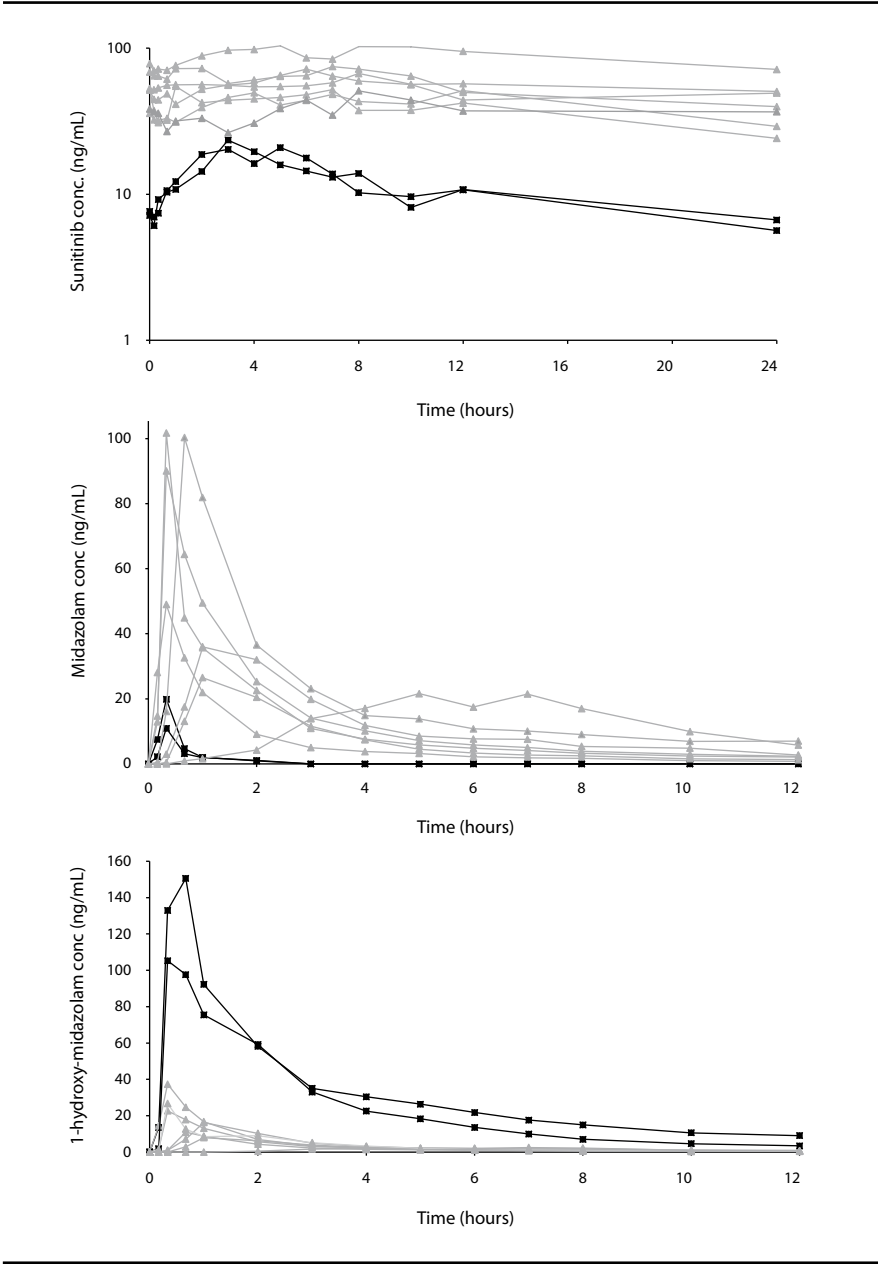 100
10
1
Sunitinib conc. (ng/mL)
0 4 8 12 16 20 24
Time (hours)
100
80
60
40
20
0
Midazolam conc (ng/mL)
0 2 4 6 8 10 12
Time (hours)
160
140
120
100
80
60
40
20
0
1-hydroxy-midazolam conc (ng/mL)
0 2 4 6 8 10 12
Time (hours)